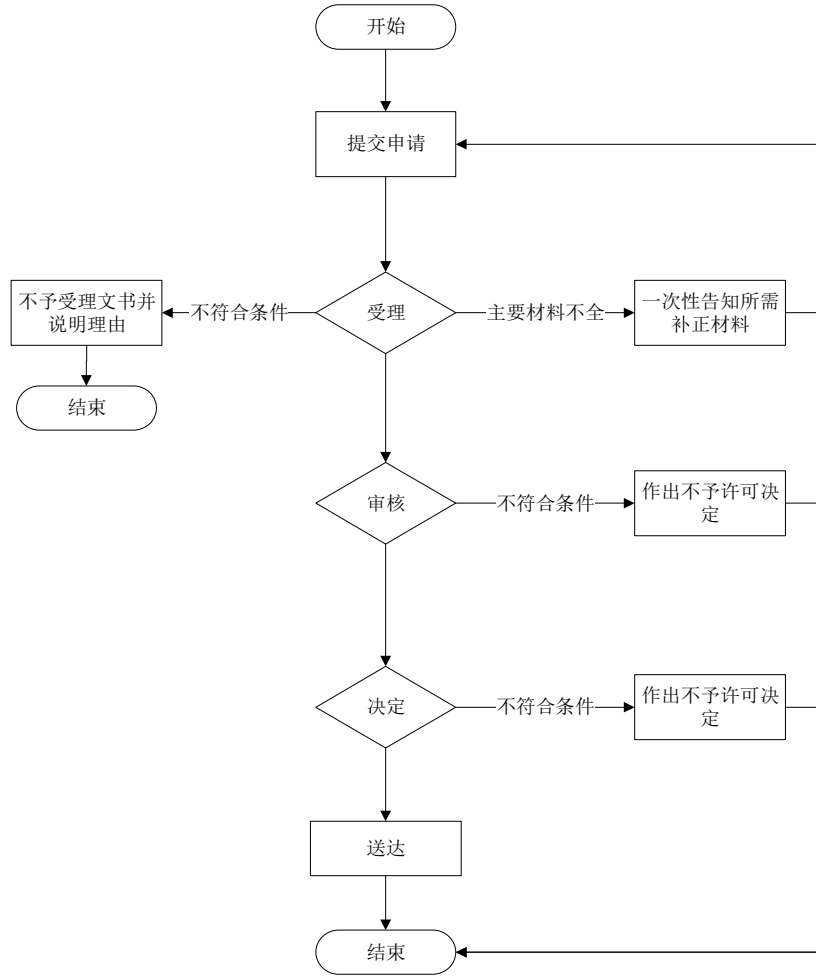 开始
提交申请
不予受理文书并
说明理由
不符合条件
受理
主要材料不全
一次性告知所需
补正材料
结束
审核
不符合条件
作出不予许可决
定
决定
不符合条件
作出不予许可决
定
送达
结束